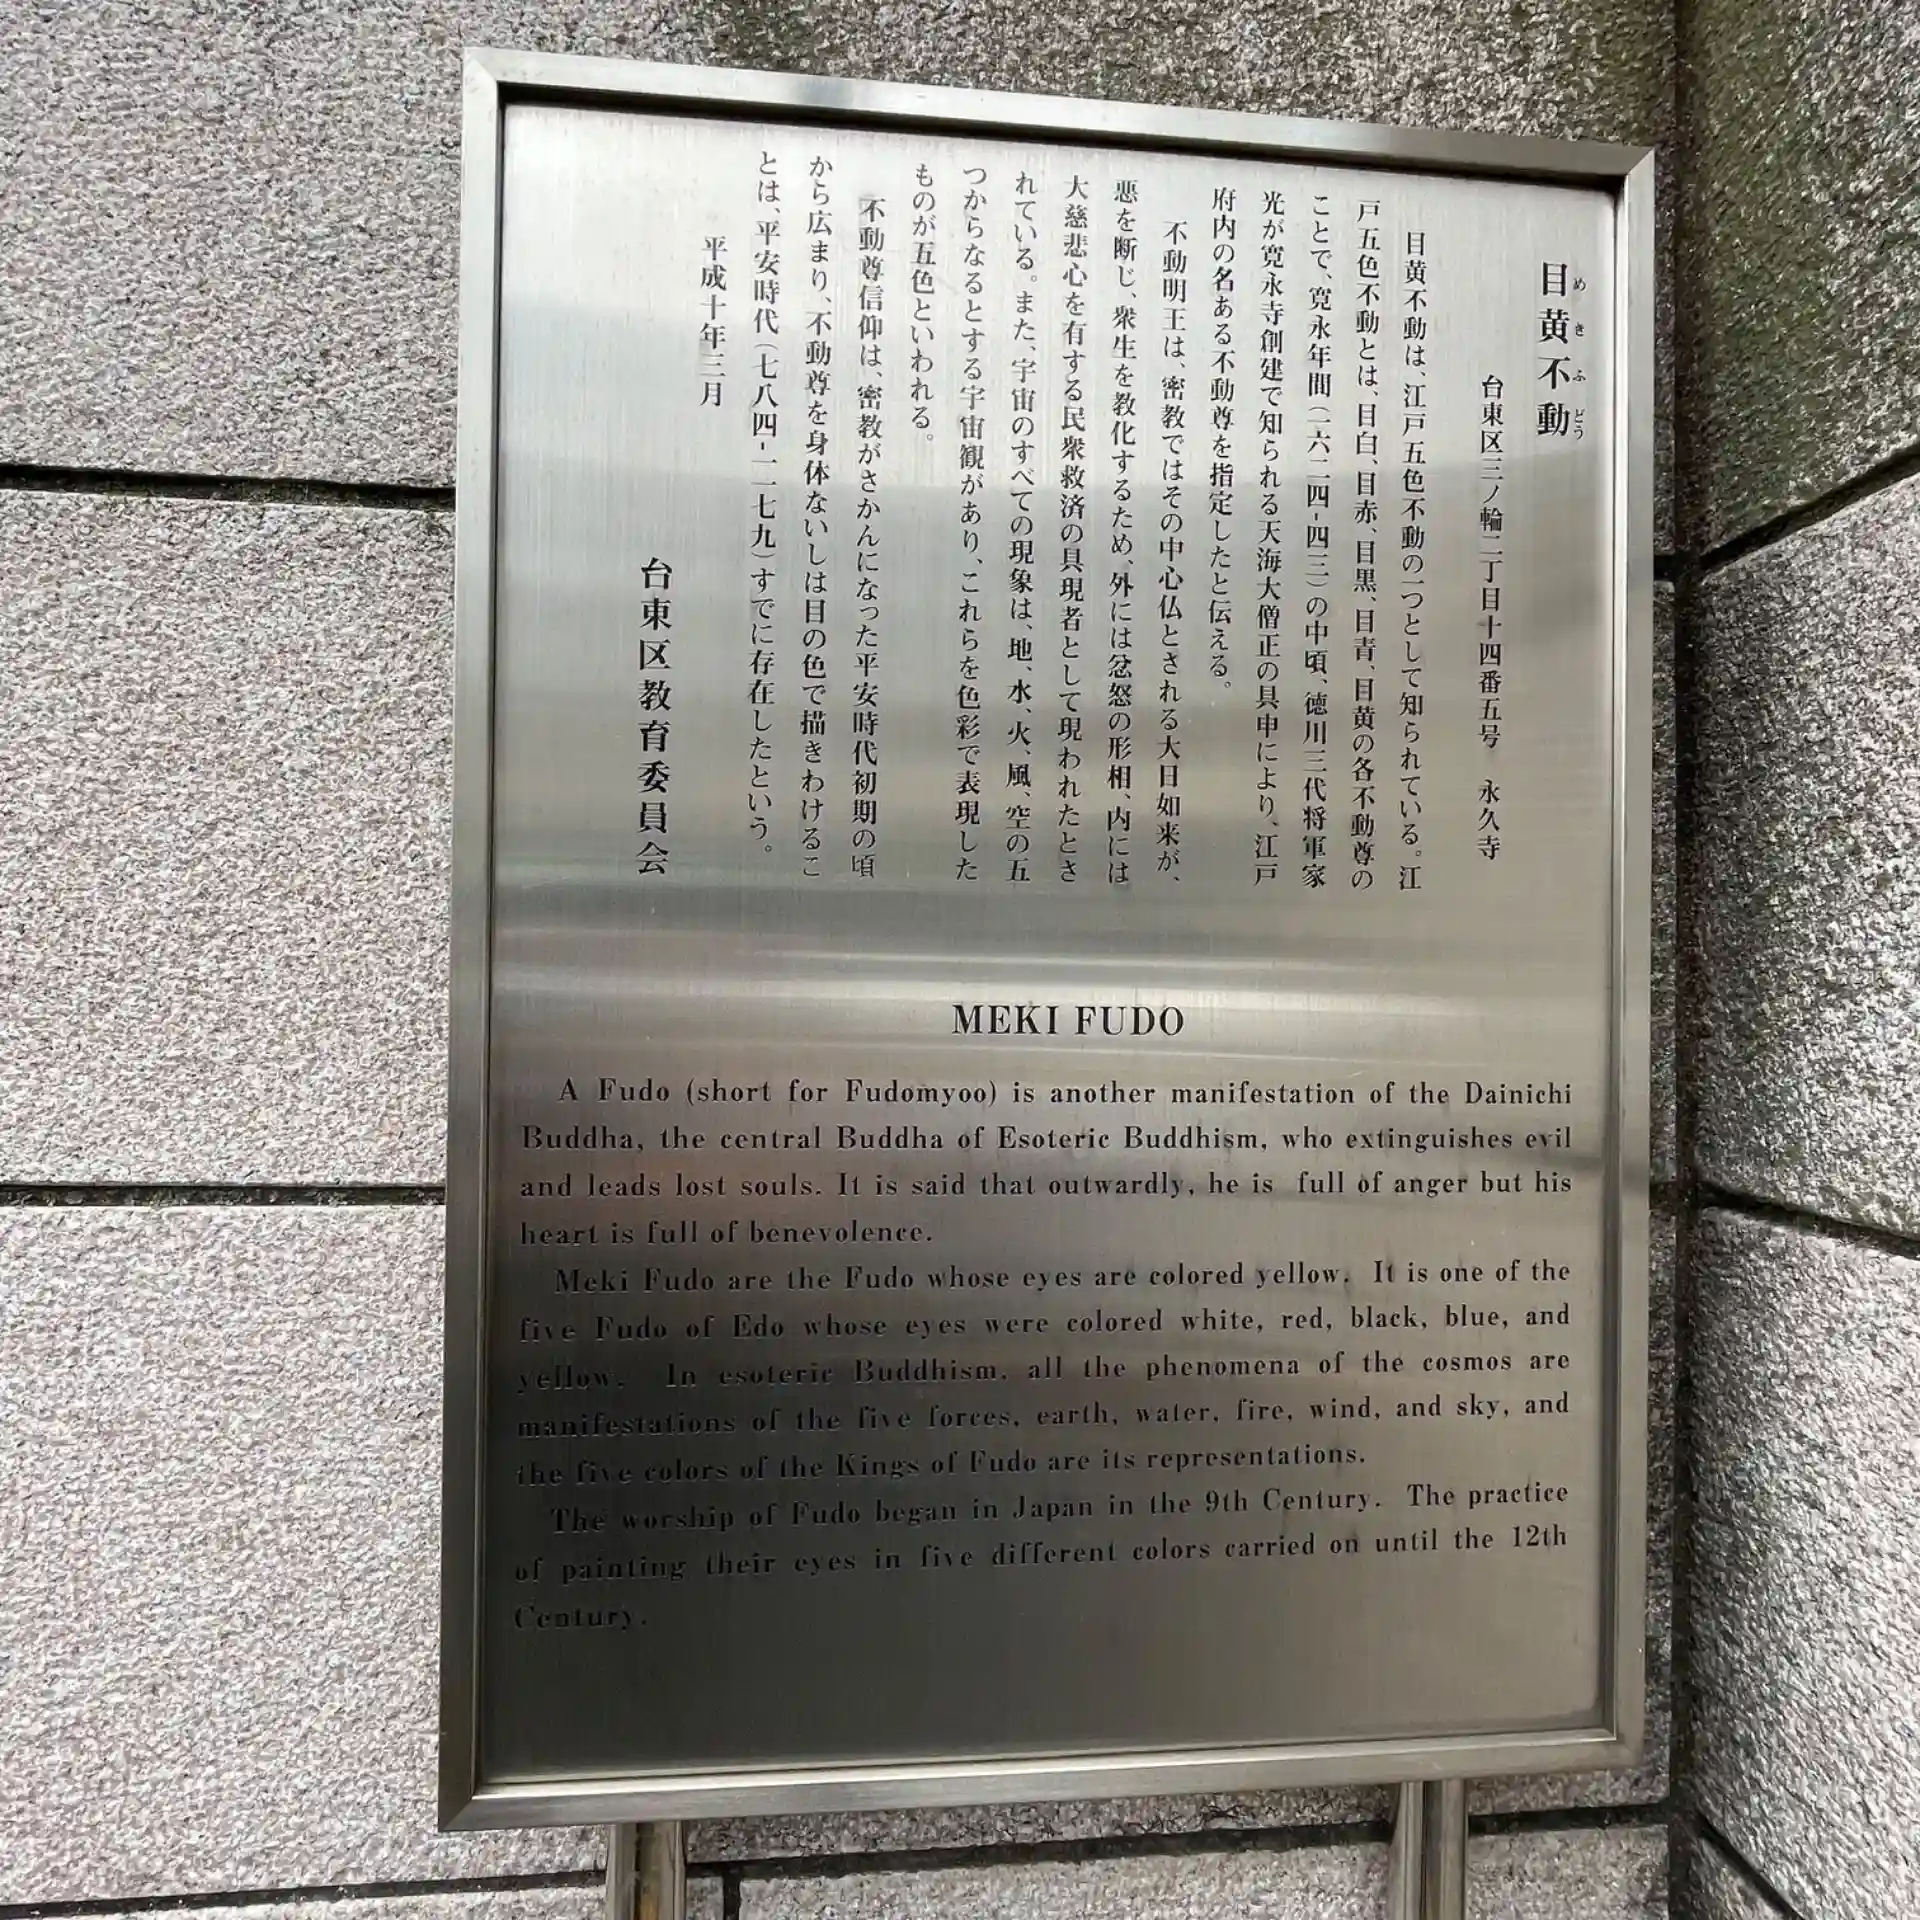 目黄不動
めきふどう
台東区三ノ輪二丁目十四番五号　永久寺
目黄不動は、江戸五色不動の一つとして知られている。江
戸五色不動とは、目白、目赤、目黒、目青、目黄の各不動尊の
ことで、寛永年間(一六二四-四三)の中頃、徳川三代将軍家
光が寛永寺創建で知られる天海大僧正の具申により、江戸
府内の名ある不動尊を指定したと伝える。
不動明王は、密教ではその中心仏とされる大日如来が、
悪を断じ、衆生を教化するため、外には忿怒の形相、内には
大慈悲心を有する民衆救済の具現者として現われたとさ
れている。また、宇宙のすべての現象は、地、水、火、風、空の五
つからなるとする宇宙観があり、これらを色彩で表現した
ものが五色といわれる。
不動尊信仰は、密教がさかんになった平安時代初期の頃
から広まり、不動尊を身体ないしは目の色で描きわけるこ
とは、平安時代(七八四-一一七九)すでに存在したという。
平成十年三月
台東区教育委員会
MEKI FUDO
A Fudo (short for Fudomyoo) is another manifestation of the Dainichi
Buddha, the central Buddha of Esoteric Buddhism, who extinguishes evil
and leads lost souls. It is said that outwardly, he is full of anger but his
heart is full of benevolence.
Meki Fudo are the Fudo whose eyes are colored yellow. It is one of the
five Fudo of Edo whose eyes were colored white, red, black, blue, and
yellow. In esoteric Buddhism, all the phenomena of the cosmos are
manifestations of the five forces, earth, water, fire, wind, and sky, and
the five colors of the Kings of Fudo are its representations.
The worship of Fudo began in Japan in the 9th Century. The practice
of painting their eyes in five different colors carried on until the 12th
Century.